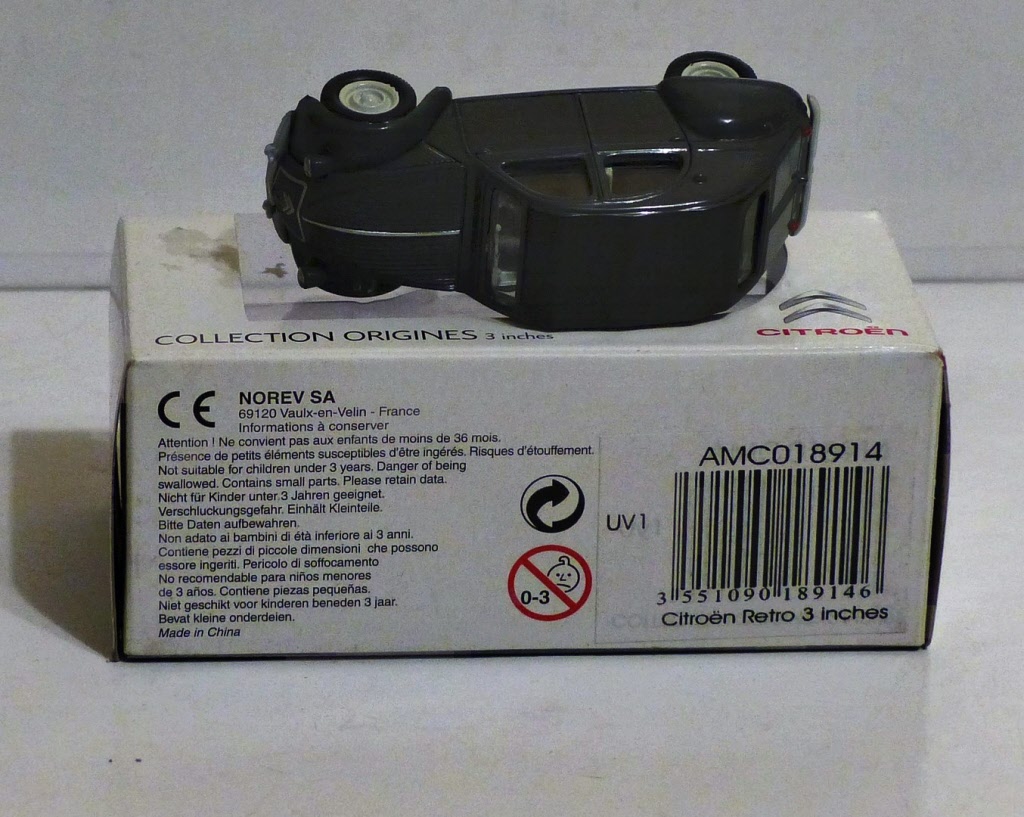 COLLECTION ORIGINES 3 inches
CITROËN
NOREV SA
69120 Vaulx-en-Velin - France
Informations à conserver
Attention ! Ne convient pas aux enfants de moins de 36 mois.
Présence de petits éléments susceptibles d'être ingérés. Risques d'étouffement.
Not suitable for children under 3 years. Danger of being
swallowed. Contains small parts. Please retain data.
Nicht für Kinder unter 3 Jahren geeignet.
Verschluckungsgefahr. Einhält Kleinteile.
Bitte Daten aufbewahren.
Non adato ai bambini di étà inferiore ai 3 anni.
Contiene pezzi di piccole dimensioni che possono
essore ingeriti. Pericolo di soffocamento
No recomendable para niños menores
de 3 años. Contiene piezas pequeñas.
Niet geschikt voor kinderen beneden 3 jaar.
Bevat kleine onderdeien.
Made in China
0-3
AMC018914
UV1
3 551090 189146
Citroën Retro 3 inches